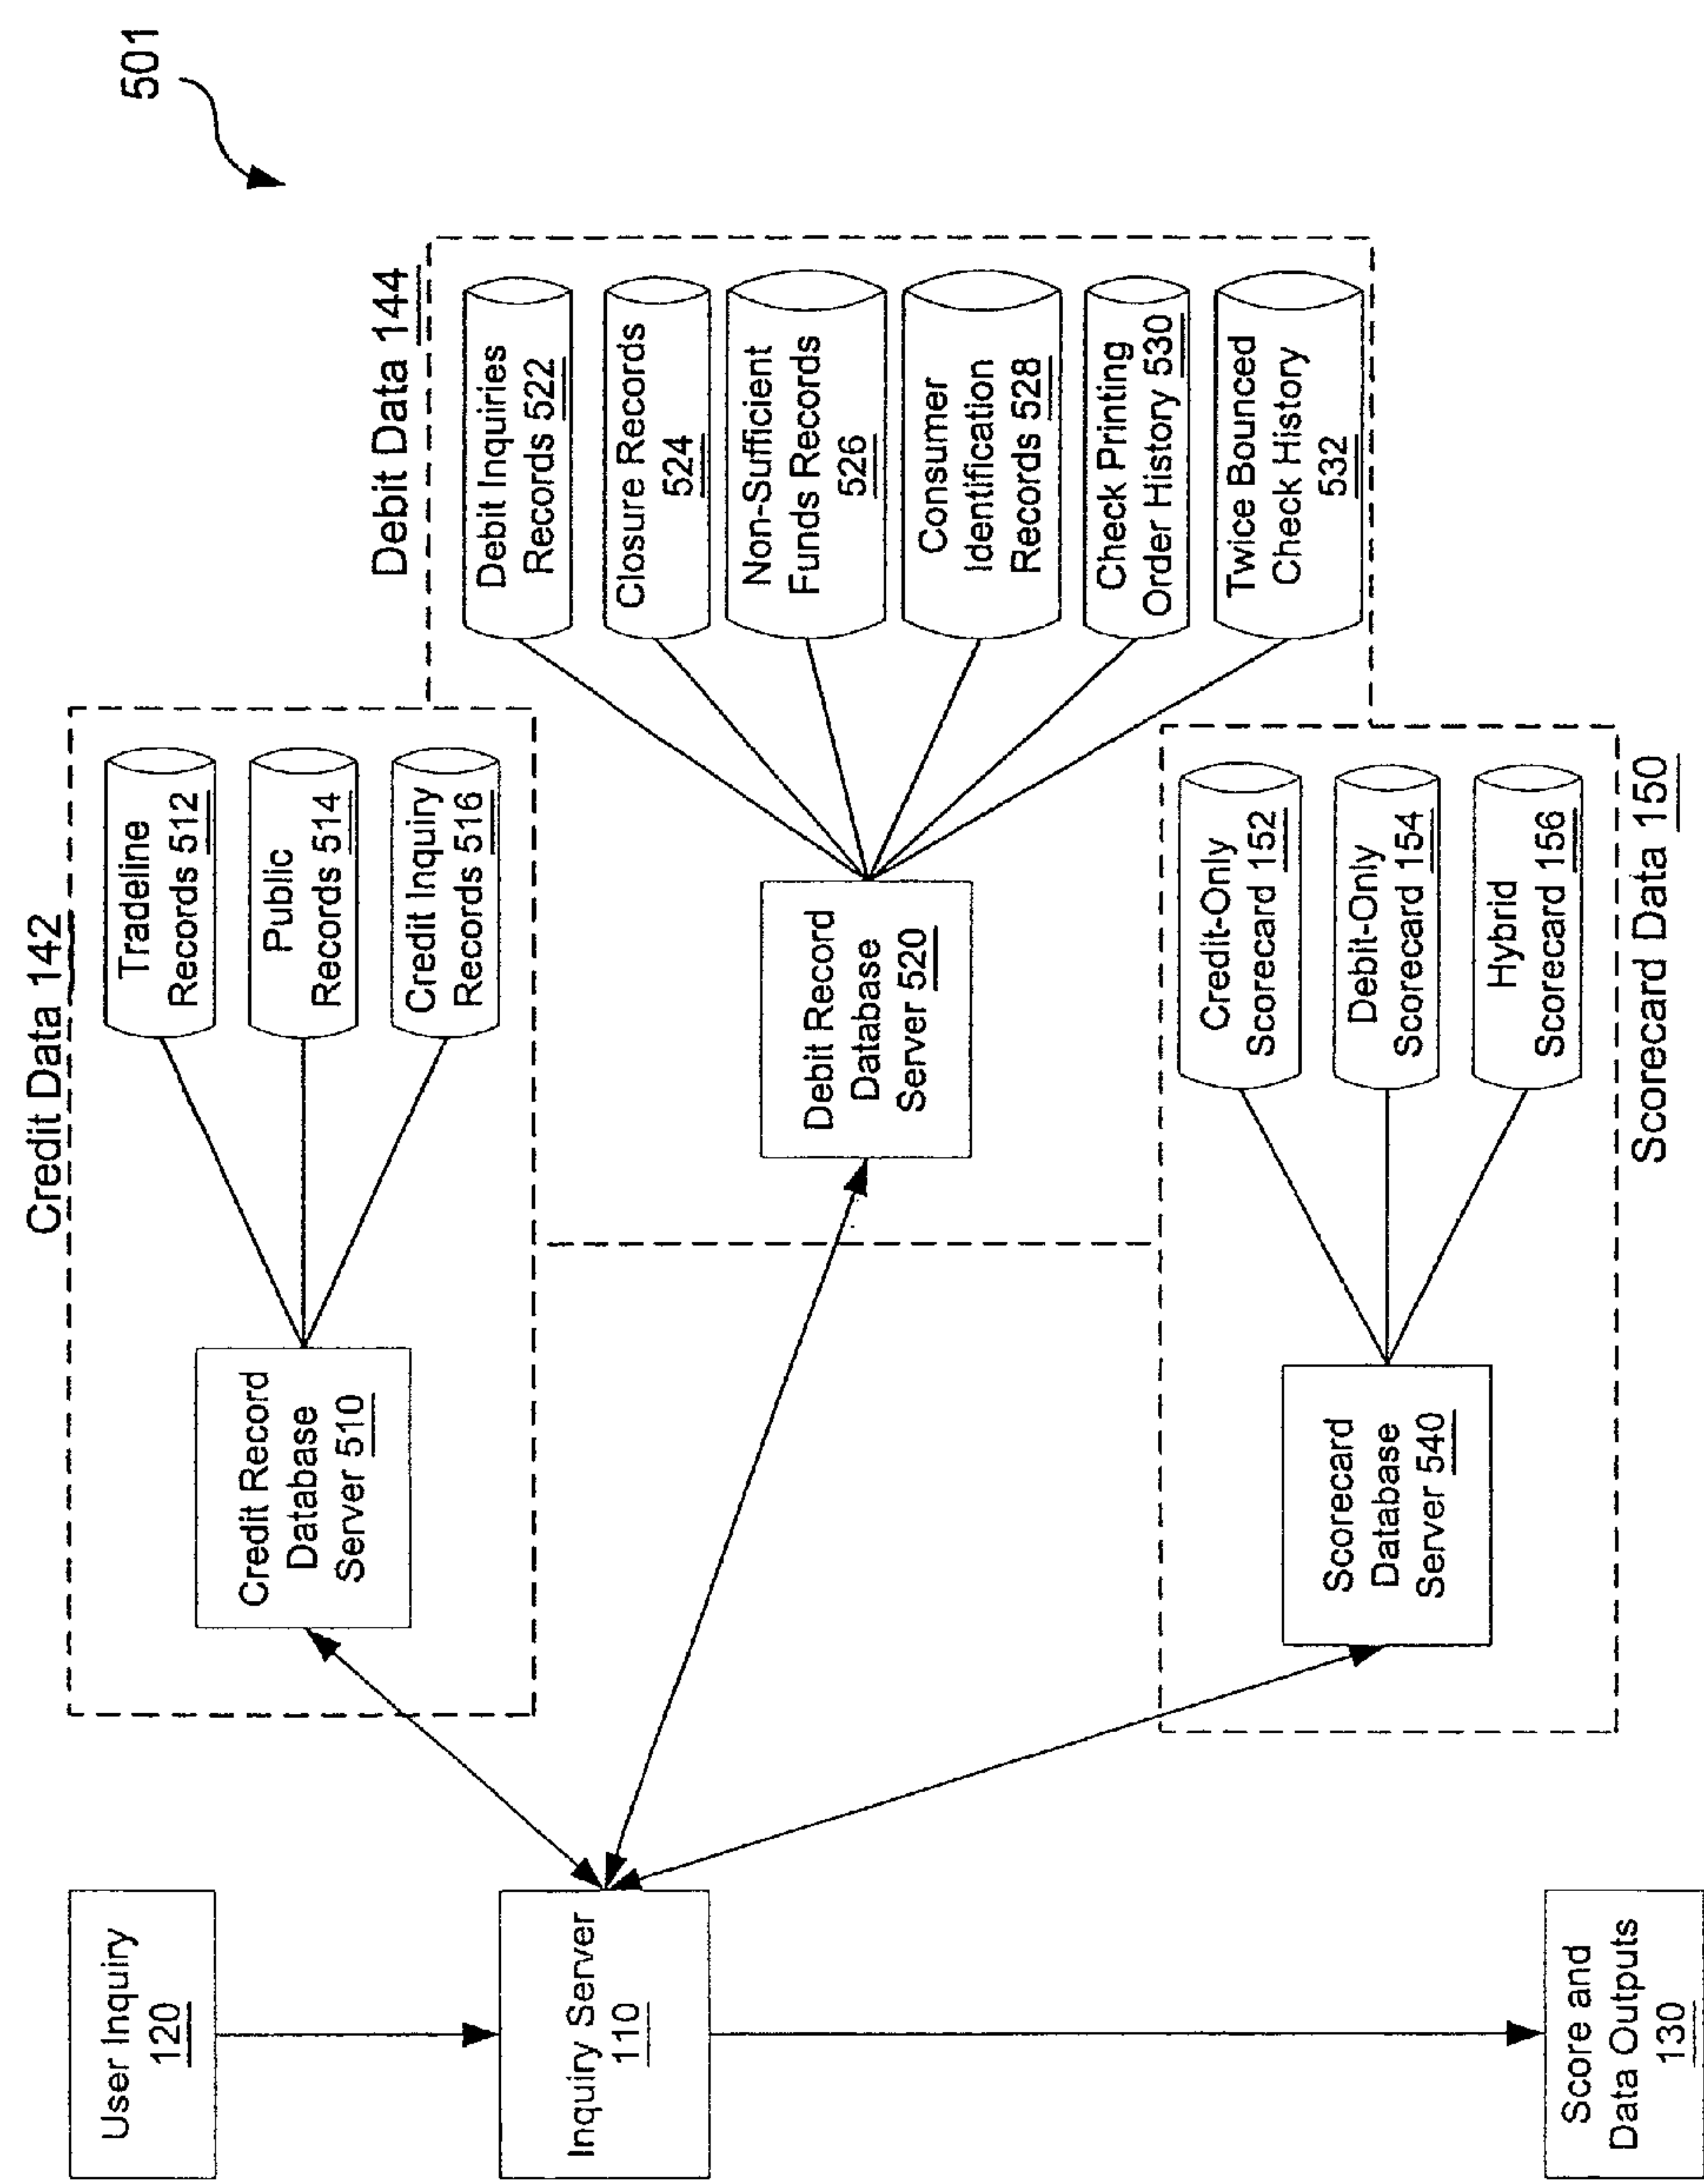 501
Credit Data 142
Tradeline
Records 512
Public
Records 514
Credit Inquiry
Records 516
Credit Record
Database
Server 510
Debit Data 144
Debit Inquiries
Records 522
Closure Records
524
Non-Sufficient
Funds Records
526
Consumer
Identification
Records 528
Check Printing
Order History 530
Twice Bounced
Check History
532
Debit Record
Database
Server 520
User Inquiry
120
Inquiry Server
110
Score and
Data Outputs
130
Credit-Only
Scorecard 152
Debit-Only
Scorecard 154
Hybrid
Scorecard 156
Scorecard
Database
Server 540
Scorecard Data 150